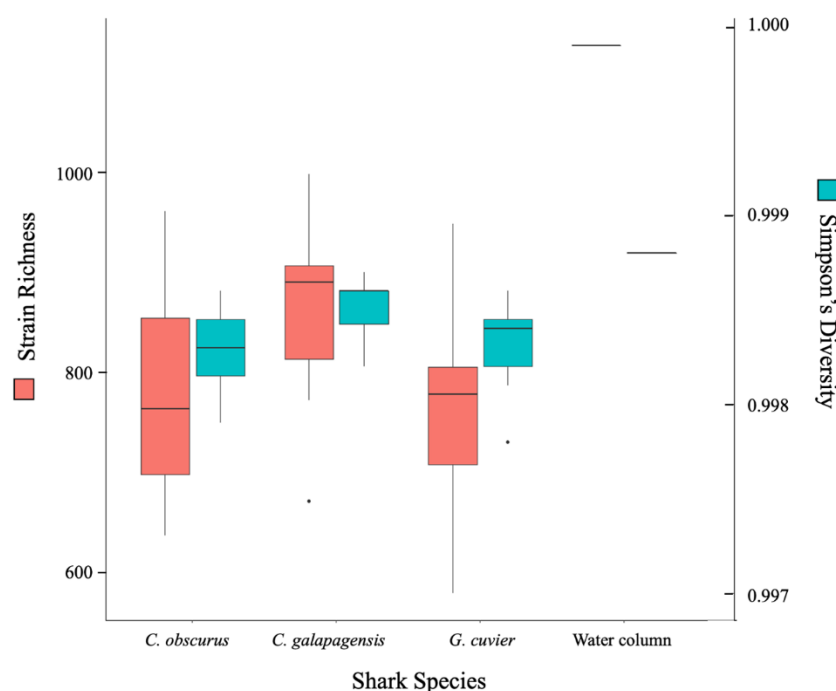 1.000
1000
0.999
Strain Richness
Simpson's Diversity
800
0.998
600
0.997
C. obscurus
C. galapagensis
G. cuvier
Water column
Shark Species